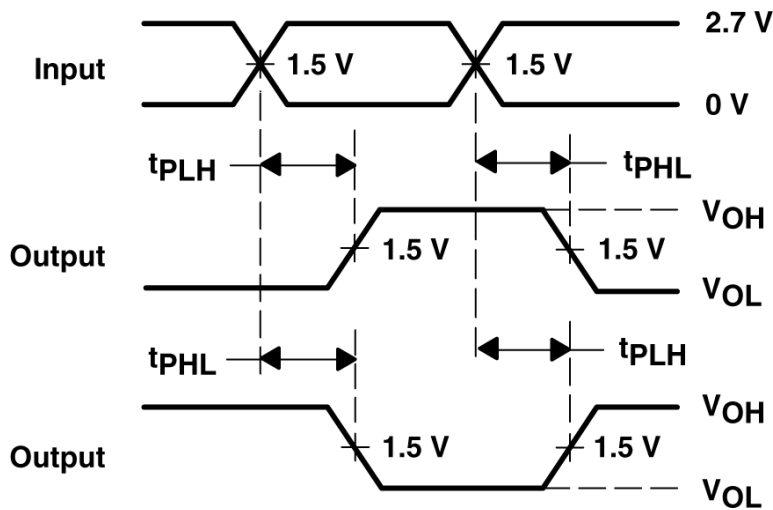 2.7 V
Input
1.5 V
1.5 V
0 V
tPLH
tPHL
VOH
Output
1.5 V
1.5 V
VOL
tPHL
tPLH
VOH
Output
1.5 V
1.5 V
VOL